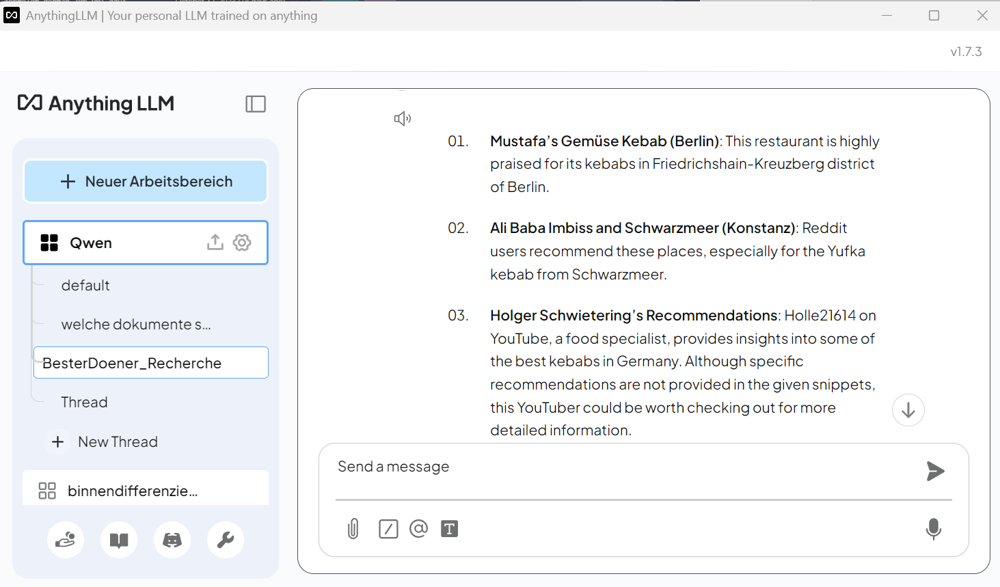 AnythingLLM | Your personal LLM trained on anything
v1.7.3
Anything LLM
Neuer Arbeitsbereich
Qwen
default
welche dokumente s...
BesterDoener_Recherche
Thread
New Thread
binnendifferenzie...
01. Mustafa's Gemüse Kebab (Berlin): This restaurant is highly
praised for its kebabs in Friedrichshain-Kreuzberg district
of Berlin.
02. Ali Baba Imbiss and Schwarzmeer (Konstanz): Reddit
users recommend these places, especially for the Yufka
kebab from Schwarzmeer.
03. Holger Schwietering's Recommendations: Holle21614 on
YouTube, a food specialist, provides insights into some of
the best kebabs in Germany. Although specific
recommendations are not provided in the given snippets,
this YouTuber could be worth checking out for more
detailed information.
Send a message